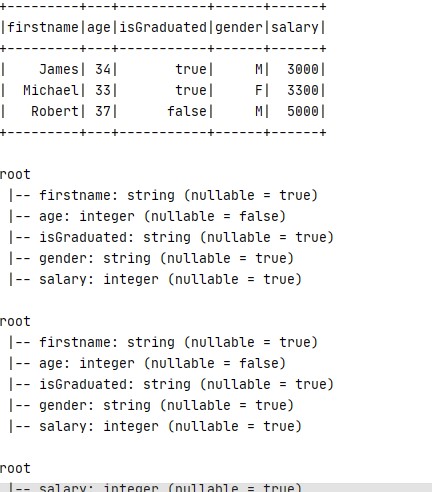 +---------+---+-----------+------+------+
|firstname|age|isGraduated|gender|salary|
+---------+---+-----------+------+------+
|    James| 34|       true|     M|  3000|
|  Michael| 33|       true|     F|  3300|
|   Robert| 37|      false|     M|  5000|
+---------+---+-----------+------+------+
root
 |-- firstname: string (nullable = true)
 |-- age: integer (nullable = false)
 |-- isGraduated: string (nullable = true)
 |-- gender: string (nullable = true)
 |-- salary: integer (nullable = true)
root
 |-- firstname: string (nullable = true)
 |-- age: integer (nullable = false)
 |-- isGraduated: string (nullable = true)
 |-- gender: string (nullable = true)
 |-- salary: integer (nullable = true)
root
 |-- salary: integer (nullable = true)